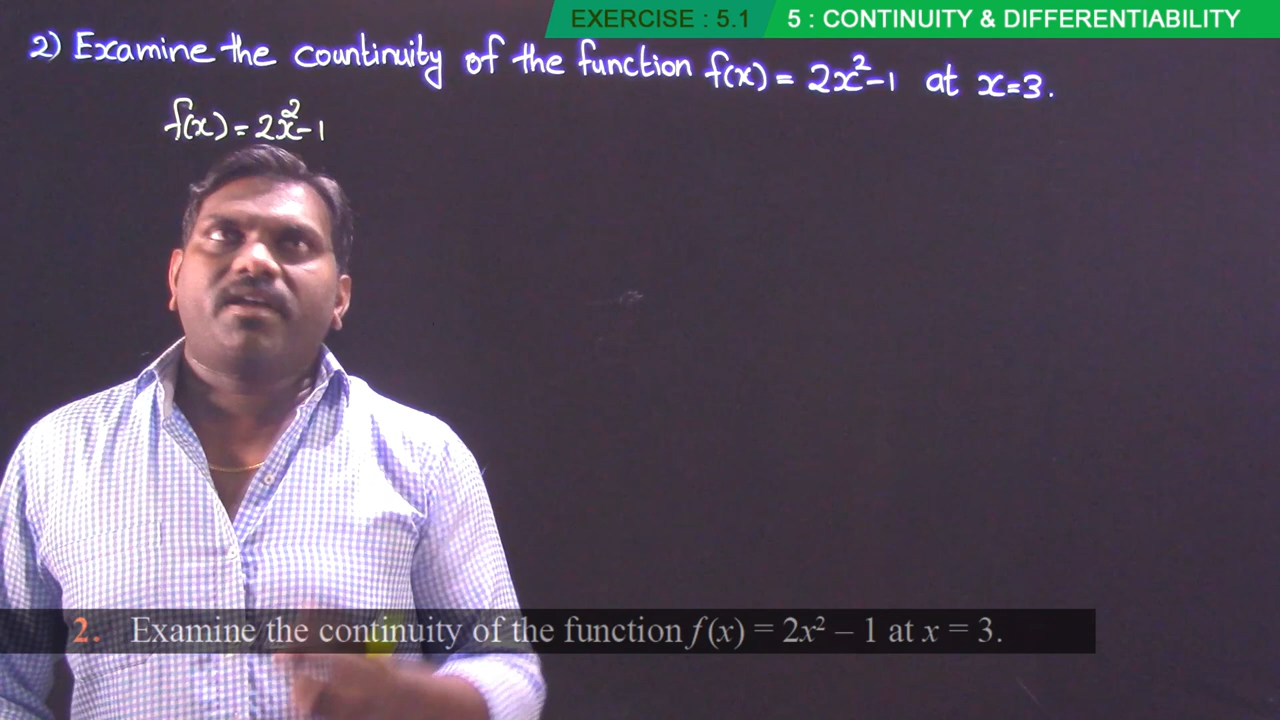 EXERCISE : 5.1 5 : CONTINUITY & DIFFERENTIABILITY
2) Examine the countinuity of the function f(x) = 2x²-1 at x=3.
f(x) = 2x²-1
2. Examine the continuity of the function f (x) = 2x² – 1 at x = 3.